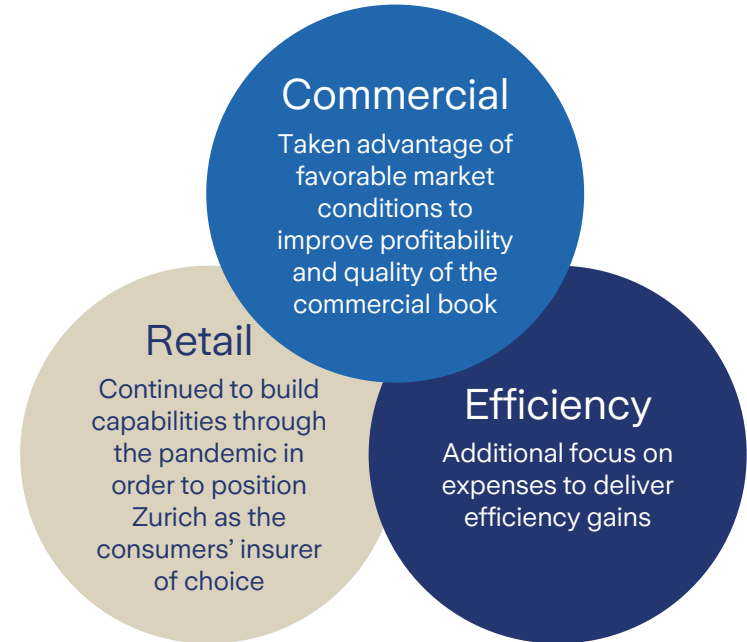 Commercial
Taken advantage of
favorable market
conditions to
improve profitability
and quality of the
commercial book
Retail
Continued to build
capabilities through
the pandemic in
order to position
Zurich as the
consumers’ insurer
of choice
Efficiency
Additional focus on
expenses to deliver
efficiency gains